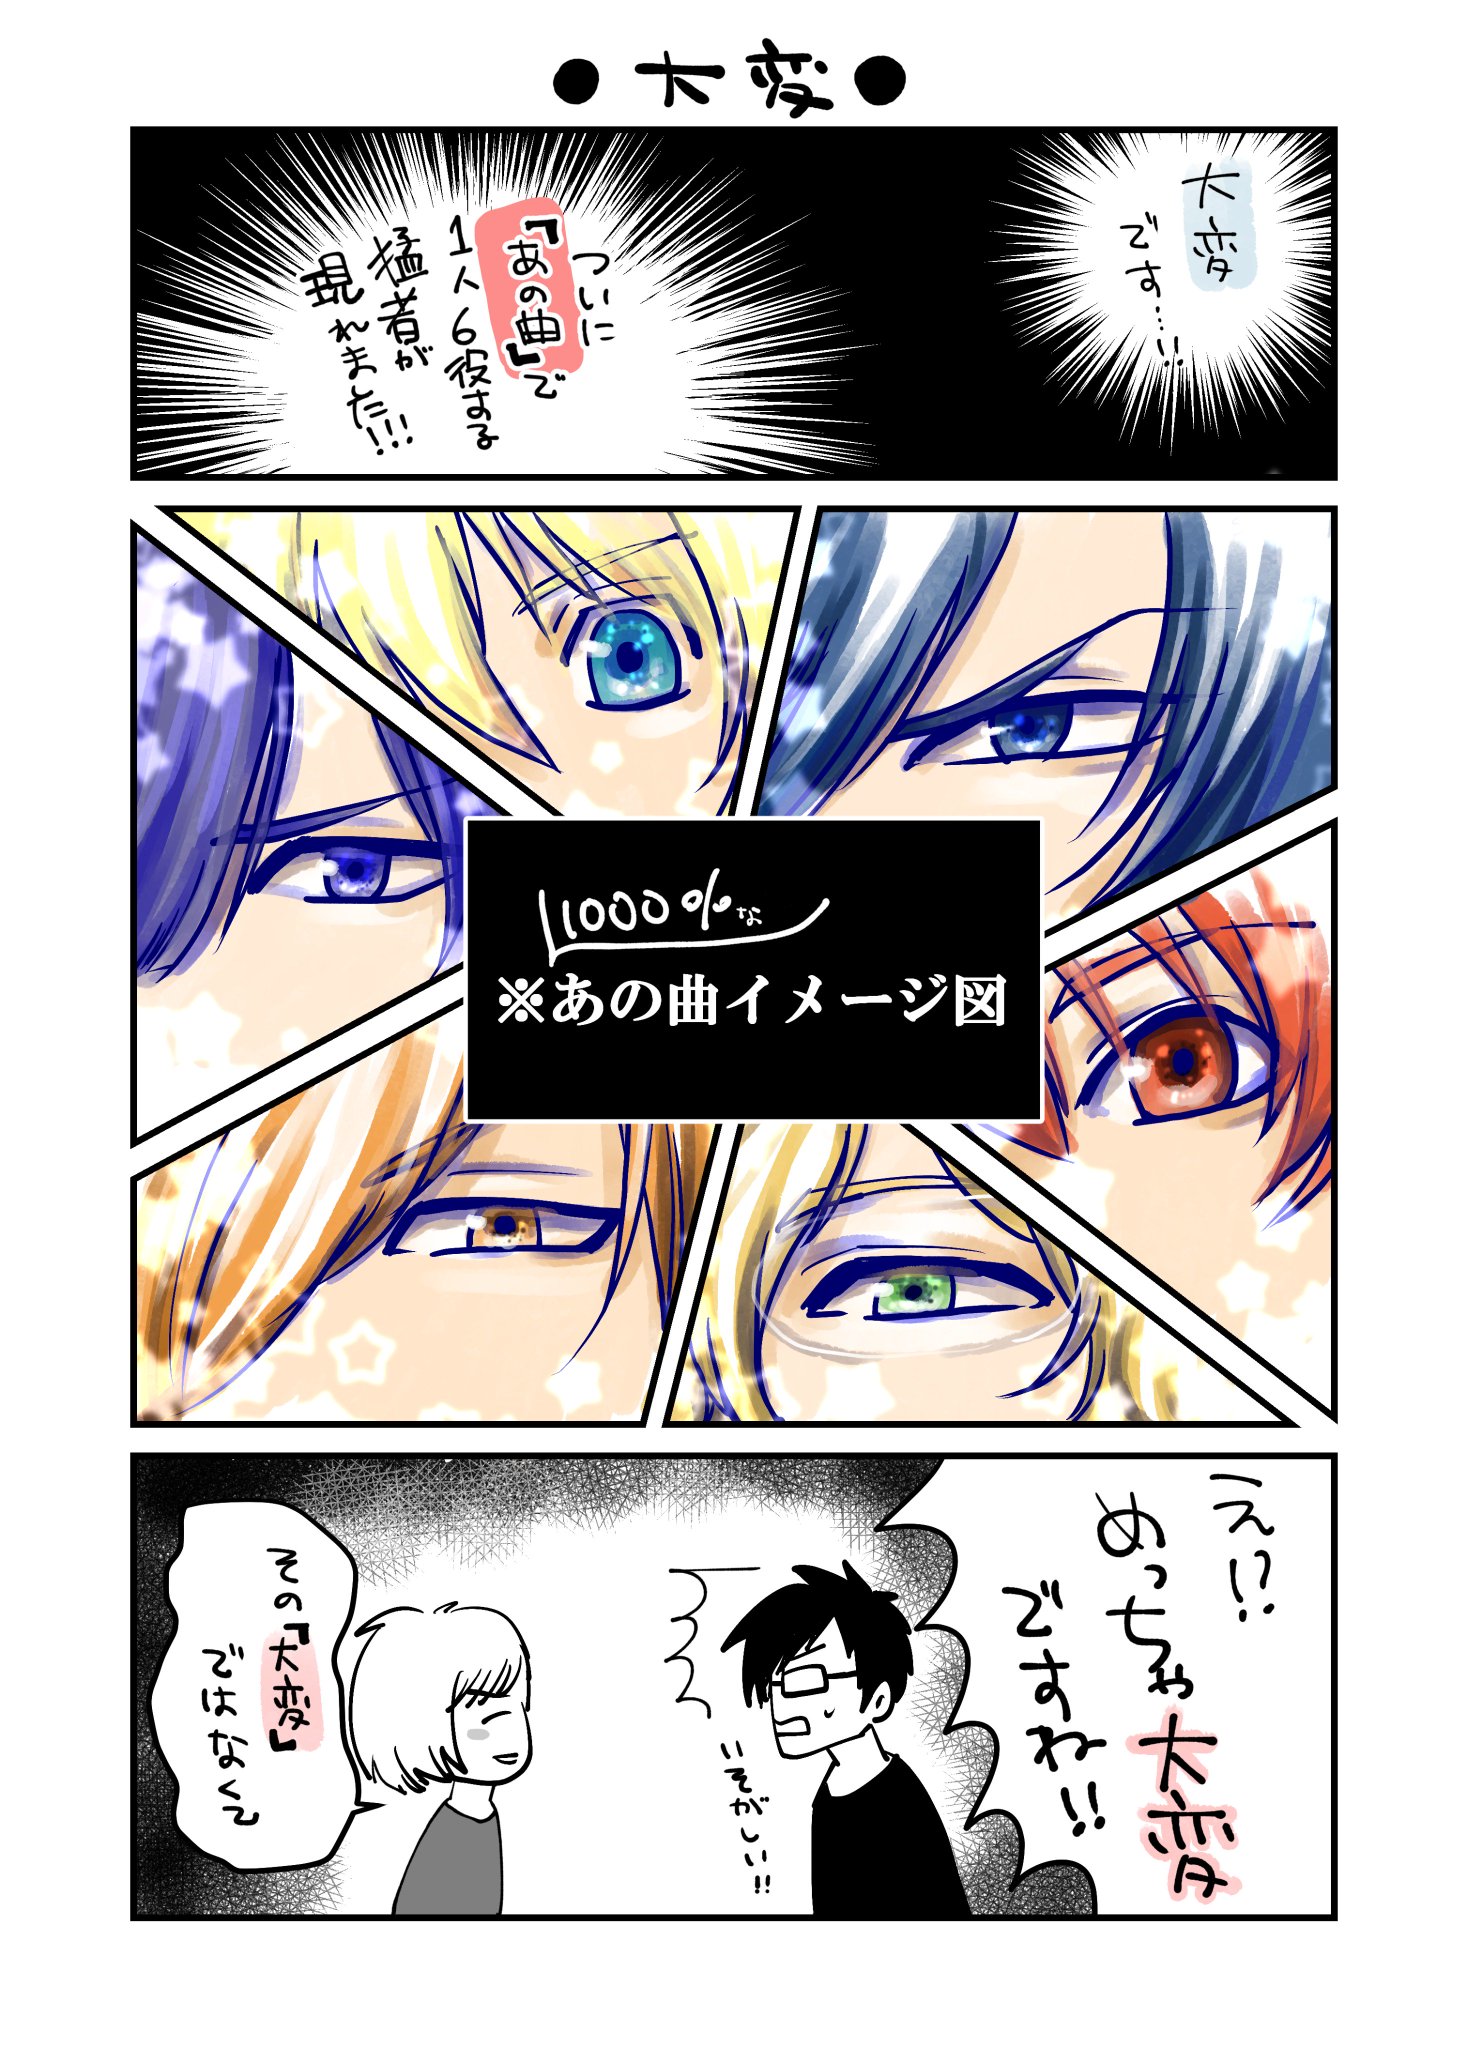 ●大変●
大変
です…!!
ついに
『あの曲』で
1人6役する
猛者が
現れました!!!
1000%な
※あの曲イメージ図
え!?
めっちゃ大変
ですね!!
いそがしい!!
その『大変』
ではなくて